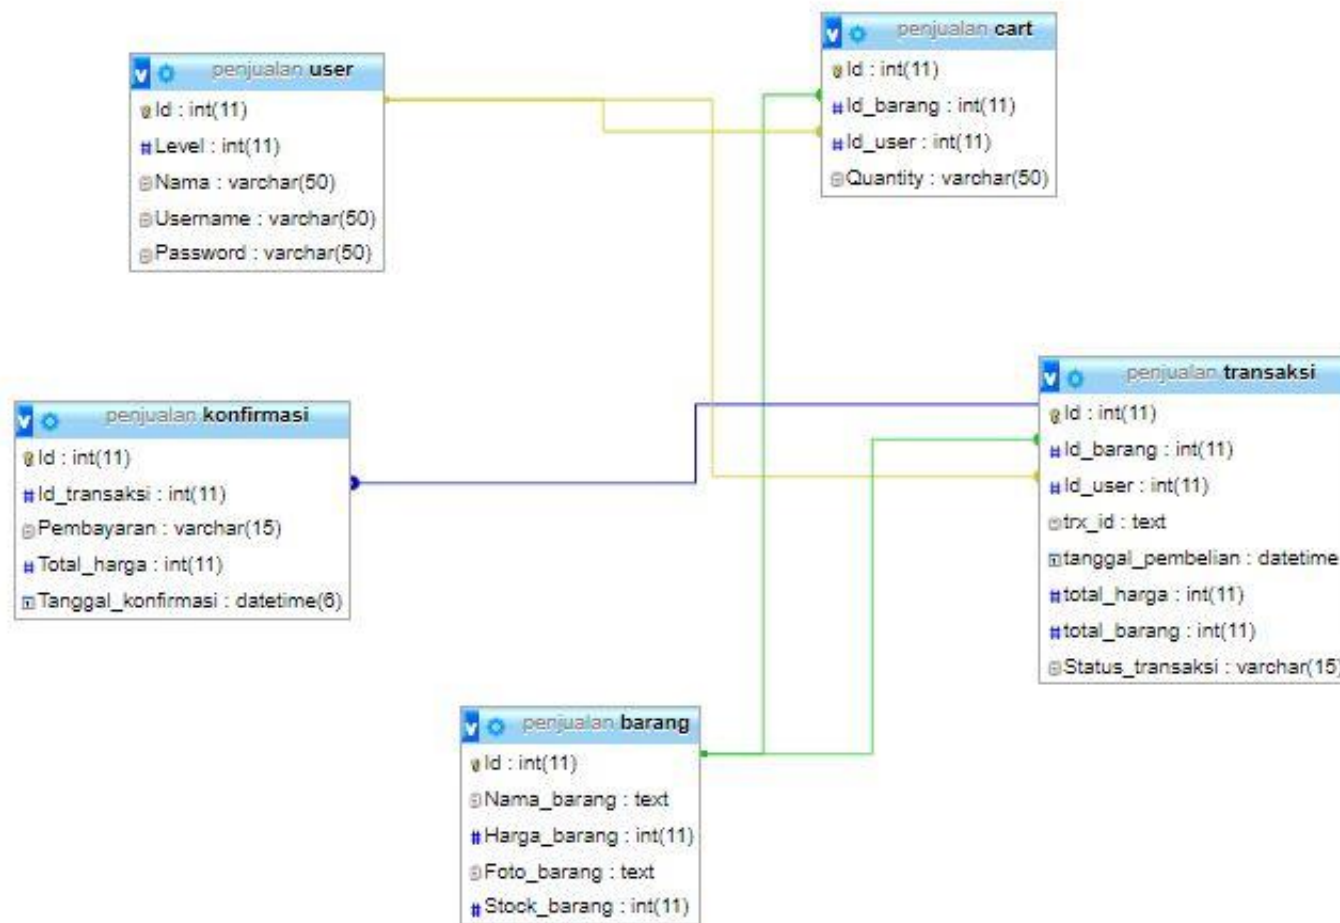 penjualan user
Id : int(11)
Level : int(11)
Nama : varchar(50)
Username : varchar(50)
Password : varchar(50)
penjualan cart
Id : int(11)
Id_barang : int(11)
Id_user : int(11)
Quantity : varchar(50)
penjualan konfirmasi
Id : int(11)
Id_transaksi : int(11)
Pembayaran : varchar(15)
Total_harga : int(11)
Tanggal_konfirmasi : datetime(6)
penjualan transaksi
Id : int(11)
Id_barang : int(11)
Id_user : int(11)
trx_id : text
tanggal_pembelian : datetime
total_harga : int(11)
total_barang : int(11)
Status_transaksi : varchar(15)
penjualan barang
Id : int(11)
Nama_barang : text
Harga_barang : int(11)
Foto_barang : text
Stock_barang : int(11)